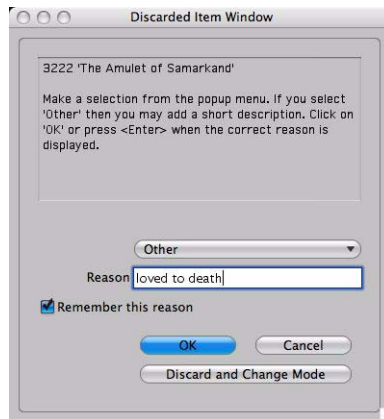 Discarded Item Window
3222 'The Amulet of Samarkand'
Make a selection from the popup menu. If you select
'Other' then you may add a short description. Click on
'OK' or press <Enter> when the correct reason is
displayed.
Other
Reason loved to death
Remember this reason
OK Cancel
Discard and Change Mode